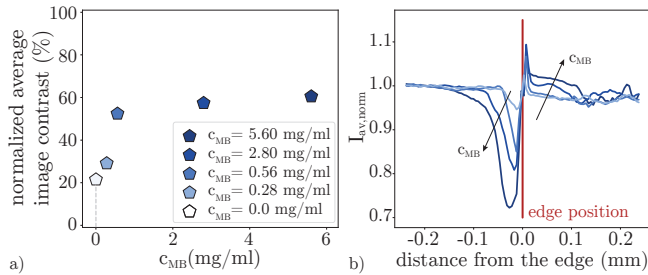 normalized average
image contrast (%)
100
80
60
40
20
0
c_MB= 5.60 mg/ml
c_MB= 2.80 mg/ml
c_MB= 0.56 mg/ml
c_MB= 0.28 mg/ml
c_MB= 0.0 mg/ml
0 2 4 6
a) c_MB(mg/ml)
I_av,norm
1.1
1.0
0.9
0.8
0.7
c_MB
c_MB
edge position
-0.2 -0.1 0.0 0.1 0.2
b) distance from the edge (mm)